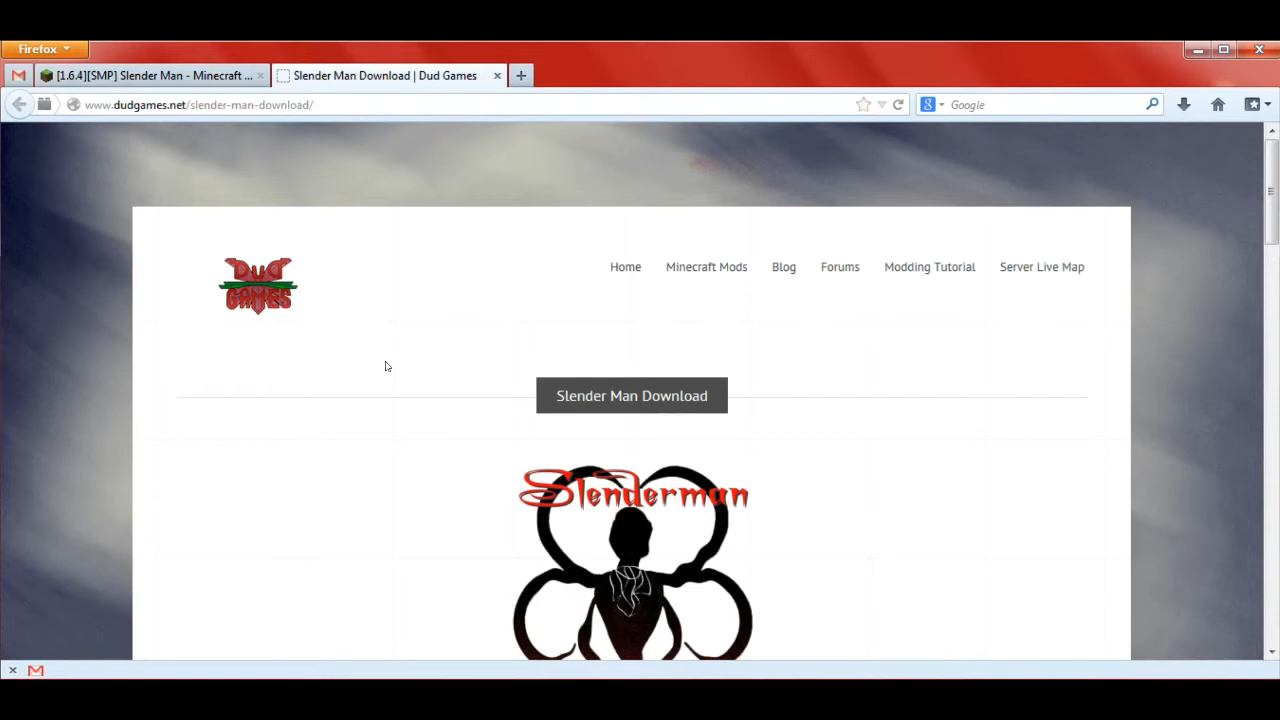 Firefox
[1.6.4][SMP] Slender Man - Minecraft ...
Slender Man Download | Dud Games
www.dudgames.net/slender-man-download/
Google
DUD GAMES
Home
Minecraft Mods
Blog
Forums
Modding Tutorial
Server Live Map
Slender Man Download
Slenderman